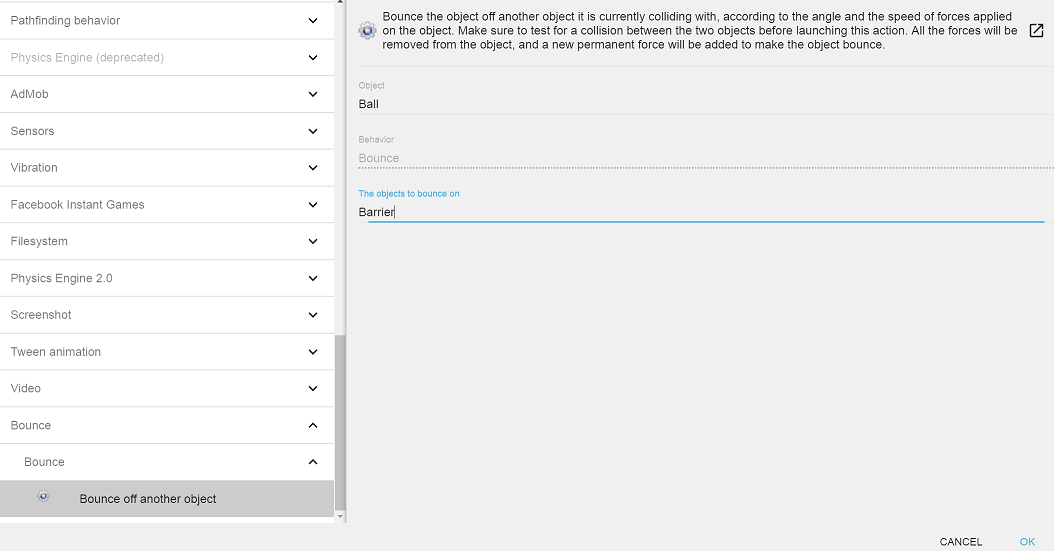 Pathfinding behavior
Physics Engine (deprecated)
AdMob
Sensors
Vibration
Facebook Instant Games
Filesystem
Physics Engine 2.0
Screenshot
Tween animation
Video
Bounce
Bounce
Bounce off another object
Bounce the object off another object it is currently colliding with, according to the angle and the speed of forces applied
on the object. Make sure to test for a collision between the two objects before launching this action. All the forces will be
removed from the object, and a new permanent force will be added to make the object bounce.
Object
Ball
Behavior
Bounce
The objects to bounce on
Barrier
CANCEL
OK